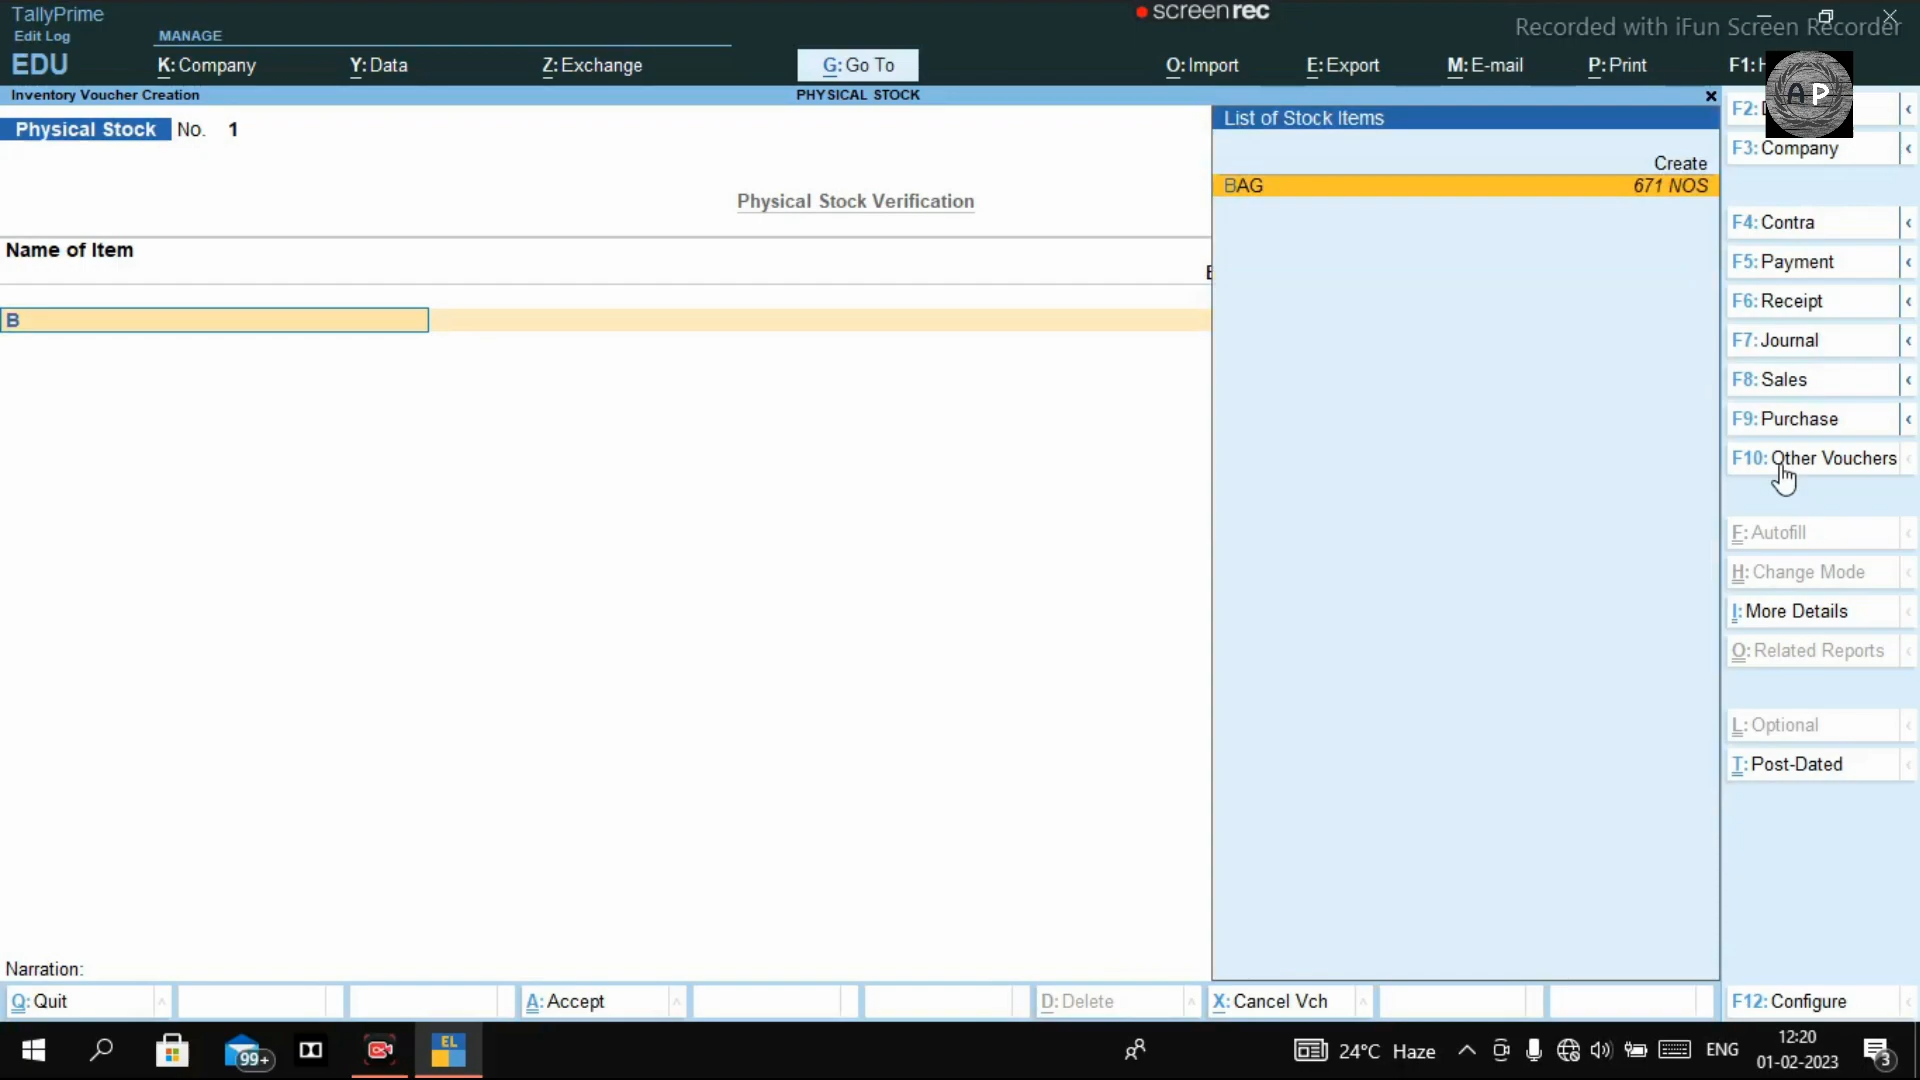 TallyPrime
Edit Log
EDU
MANAGE
K: Company
Y: Data
Z: Exchange
G: Go To
O: Import
E: Export
M: E-mail
P: Print
F1:
screenrec
Recorded with iFun Screen Recorder
Inventory Voucher Creation
PHYSICAL STOCK
Physical Stock No. 1
Physical Stock Verification
Name of Item
B
List of Stock Items
Create
BAG 671 NOS
AP
F2:
F3: Company
F4: Contra
F5: Payment
F6: Receipt
F7: Journal
F8: Sales
F9: Purchase
F10: Other Vouchers
F: Autofill
H: Change Mode
I: More Details
O: Related Reports
L: Optional
T: Post-Dated
F12: Configure
Narration:
Q: Quit
A: Accept
D: Delete
X: Cancel Vch
99+
EL
24°C Haze
ENG
12:20
01-02-2023
3